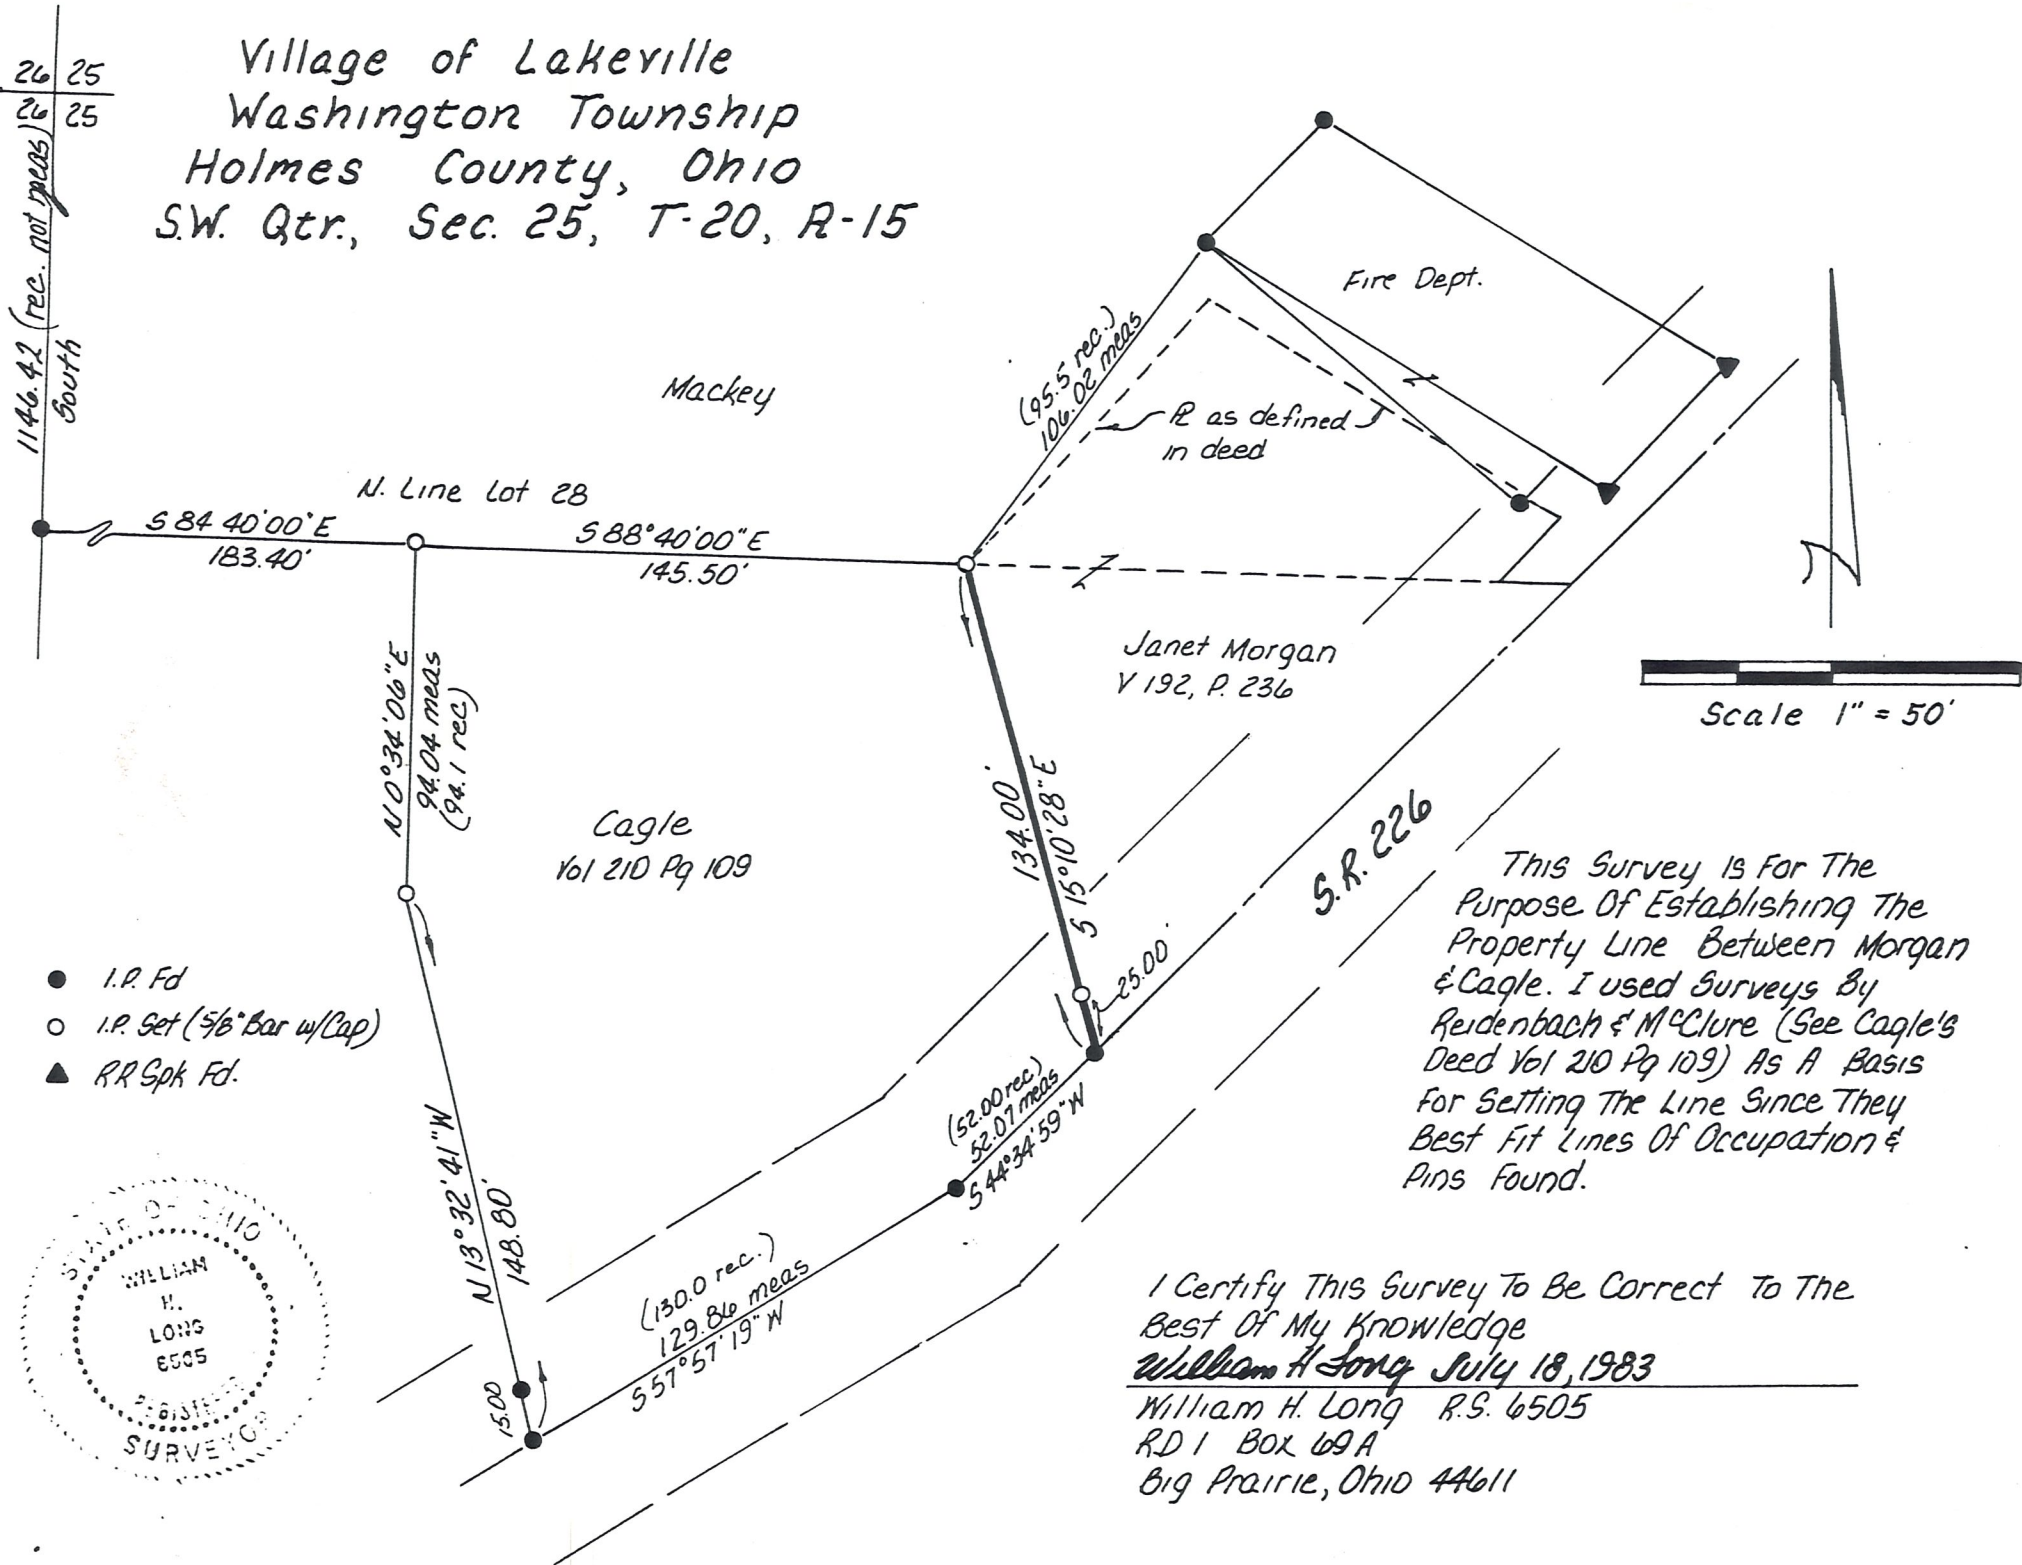 Village of Lakeville
Washington Township
Holmes County, Ohio
S.W. Qtr., Sec. 25, T-20, R-15
26 25
26 25
1146.42 (rec. not meas)
South
Mackey
N. Line Lot 28
S 84 40'00"E
183.40'
S 88°40'00"E
145.50'
(95.5 rec.)
106.02 meas
Fire Dept.
PL as defined
in deed
Janet Morgan
V 192, P. 236
Scale 1" = 50'
N 0°34'06"E
94.04 meas
(94.1 rec)
Cagle
Vol 210 Pg 109
134.00'
S 15°10'28"E
25.00'
S.R. 226
I.P. Fd
I.P. Set (5/8" Bar w/Cap)
RR Spk Fd.
N 13°32'41"W
148.80'
15.00
(52.00 rec)
52.07 meas
S 44°34'59"W
(130.0 rec.)
129.86 meas
S 57°57'19"W
This Survey Is For The
Purpose Of Establishing The
Property Line Between Morgan
& Cagle. I used Surveys By
Reidenbach & McClure (See Cagle's
Deed Vol 210 Pg 109) As A Basis
For Setting The Line Since They
Best Fit Lines Of Occupation &
Pins Found.
I Certify This Survey To Be Correct To The
Best Of My Knowledge
William H Long July 18, 1983
William H. Long R.S. 6505
RD 1 Box 69A
Big Prairie, Ohio 44611
STATE OF OHIO
WILLIAM
H.
LONG
6505
REGISTERED
SURVEYOR